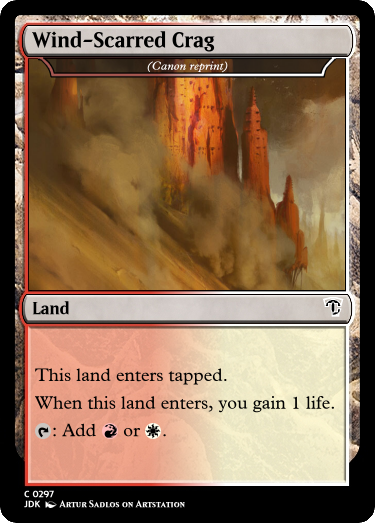 Wind-Scarred Crag
(Canon reprint)
Land
This land enters tapped.
When this land enters, you gain 1 life.
: Add or .
C 0297
JDK Artur Sadlos on Artstation